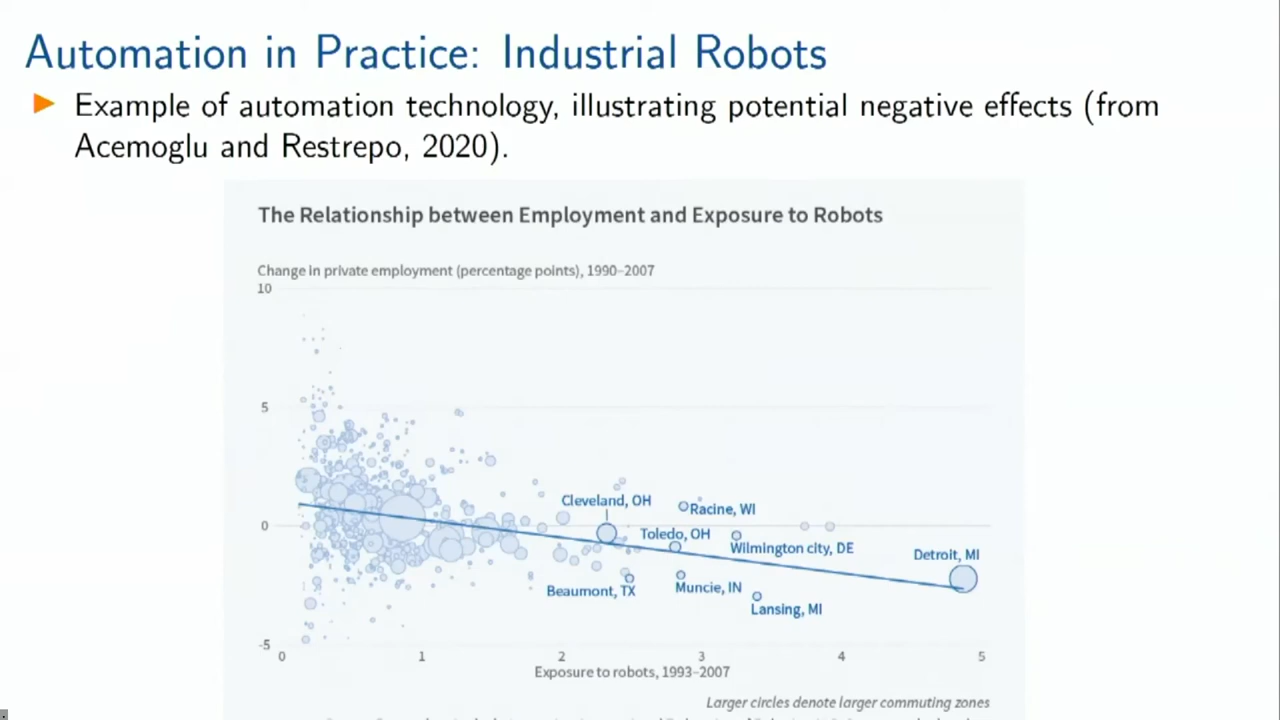 Automation in Practice: Industrial Robots
Example of automation technology, illustrating potential negative effects (from
Acemoglu and Restrepo, 2020).
The Relationship between Employment and Exposure to Robots
Change in private employment (percentage points), 1990–2007
10
5
Cleveland, OH
Racine, WI
0
Toledo, OH
Wilmington city, DE
Detroit, MI
Beaumont, TX
Muncie, IN
Lansing, MI
-5
0 1 2 3 4 5
Exposure to robots, 1993–2007
Larger circles denote larger commuting zones